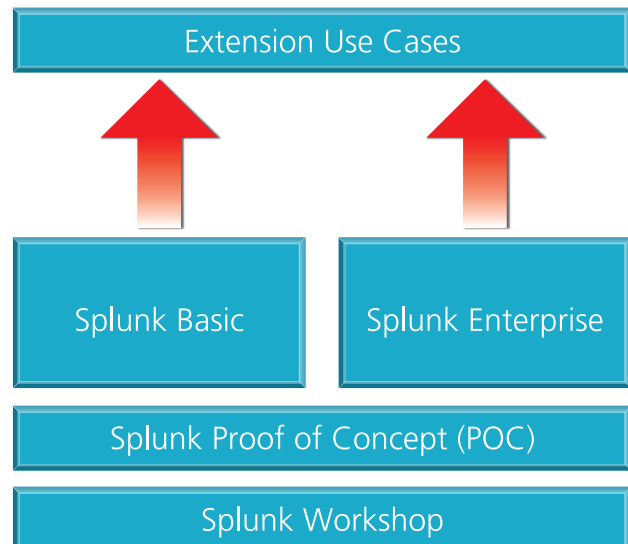 Extension Use Cases
Splunk Basic
Splunk Enterprise
Splunk Proof of Concept (POC)
Splunk Workshop